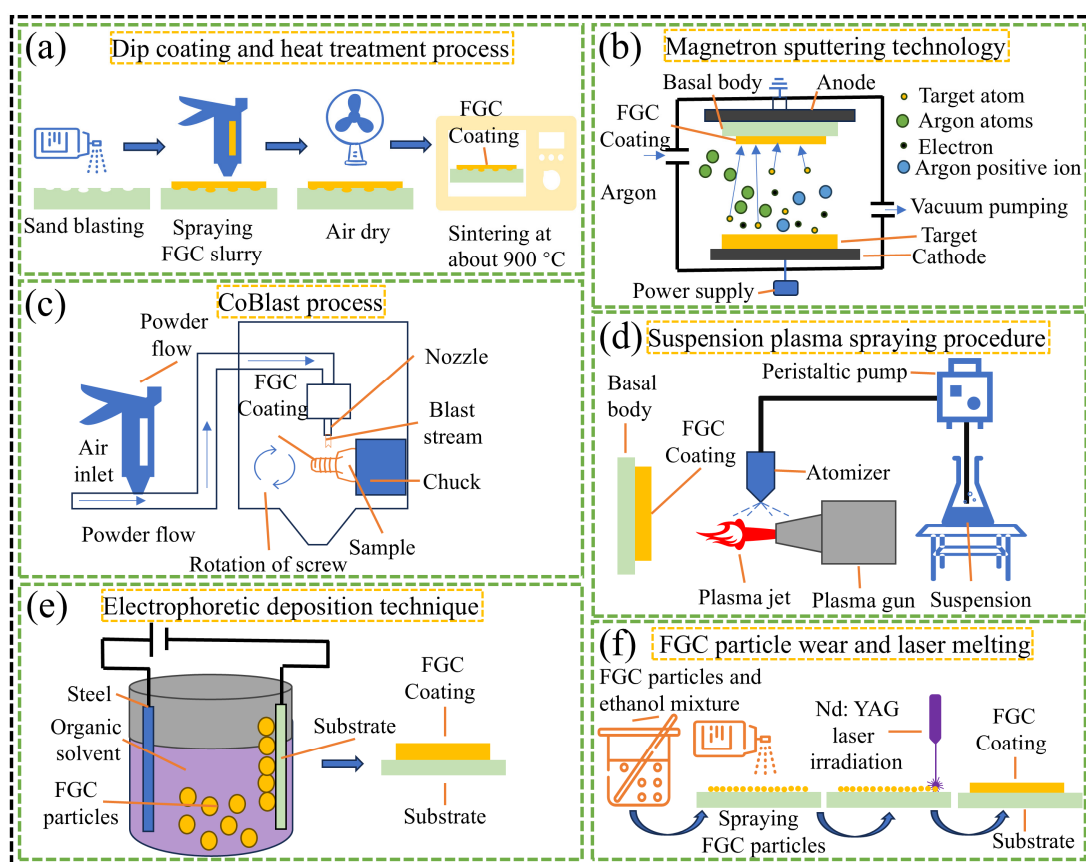 (a)
Dip coating and heat treatment process
FGC
Coating
Sand blasting
Spraying
FGC slurry
Air dry
Sintering at
about 900 °C
(b)
Magnetron sputtering technology
Basal body
Anode
FGC
Coating
Target atom
Argon atoms
Electron
Argon positive ion
Argon
Vacuum pumping
Target
Cathode
Power supply
(c)
CoBlast process
Powder
flow
Nozzle
FGC
Coating
Blast
stream
Air
inlet
Chuck
Powder flow
Sample
Rotation of screw
(d)
Suspension plasma spraying procedure
Basal
body
Peristaltic pump
FGC
Coating
Atomizer
Plasma jet
Plasma gun
Suspension
(e)
Electrophoretic deposition technique
Steel
Organic
solvent
FGC
particles
Substrate
FGC
Coating
Substrate
(f)
FGC particle wear and laser melting
FGC particles and
ethanol mixture
Nd: YAG
laser
irradiation
FGC
Coating
Spraying
FGC particles
Substrate